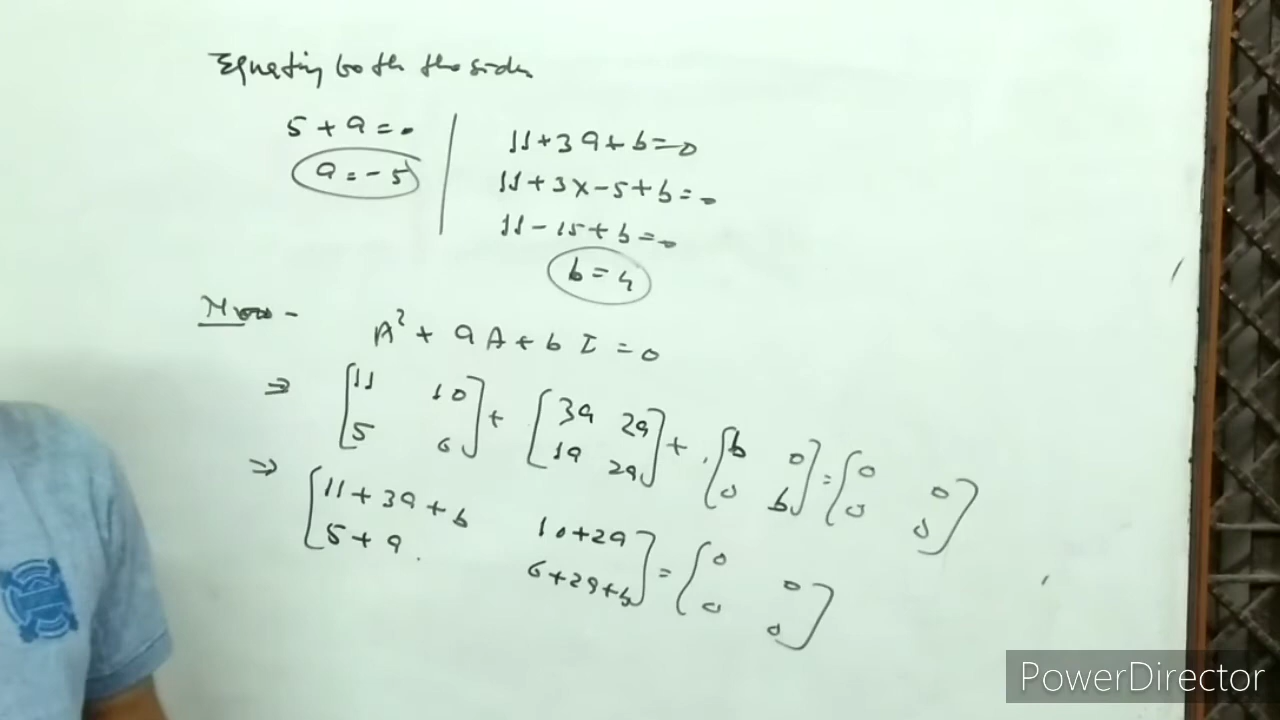 Equating both the sides
5 + a = 0
a = - 5
11 + 3a + b = 0
11 + 3x - 5 + b = 0
11 - 15 + b = 0
b = 4
Now -
A² + a A + b I = 0
⇒ [11 10
5 6] + [3a 2a
1a 2a] + [b 0
0 b] = [0 0
0 0]
⇒ [11 + 3a + b 10 + 2a
5 + a 6 + 2a + b] = [0 0
0 0]
PowerDirector